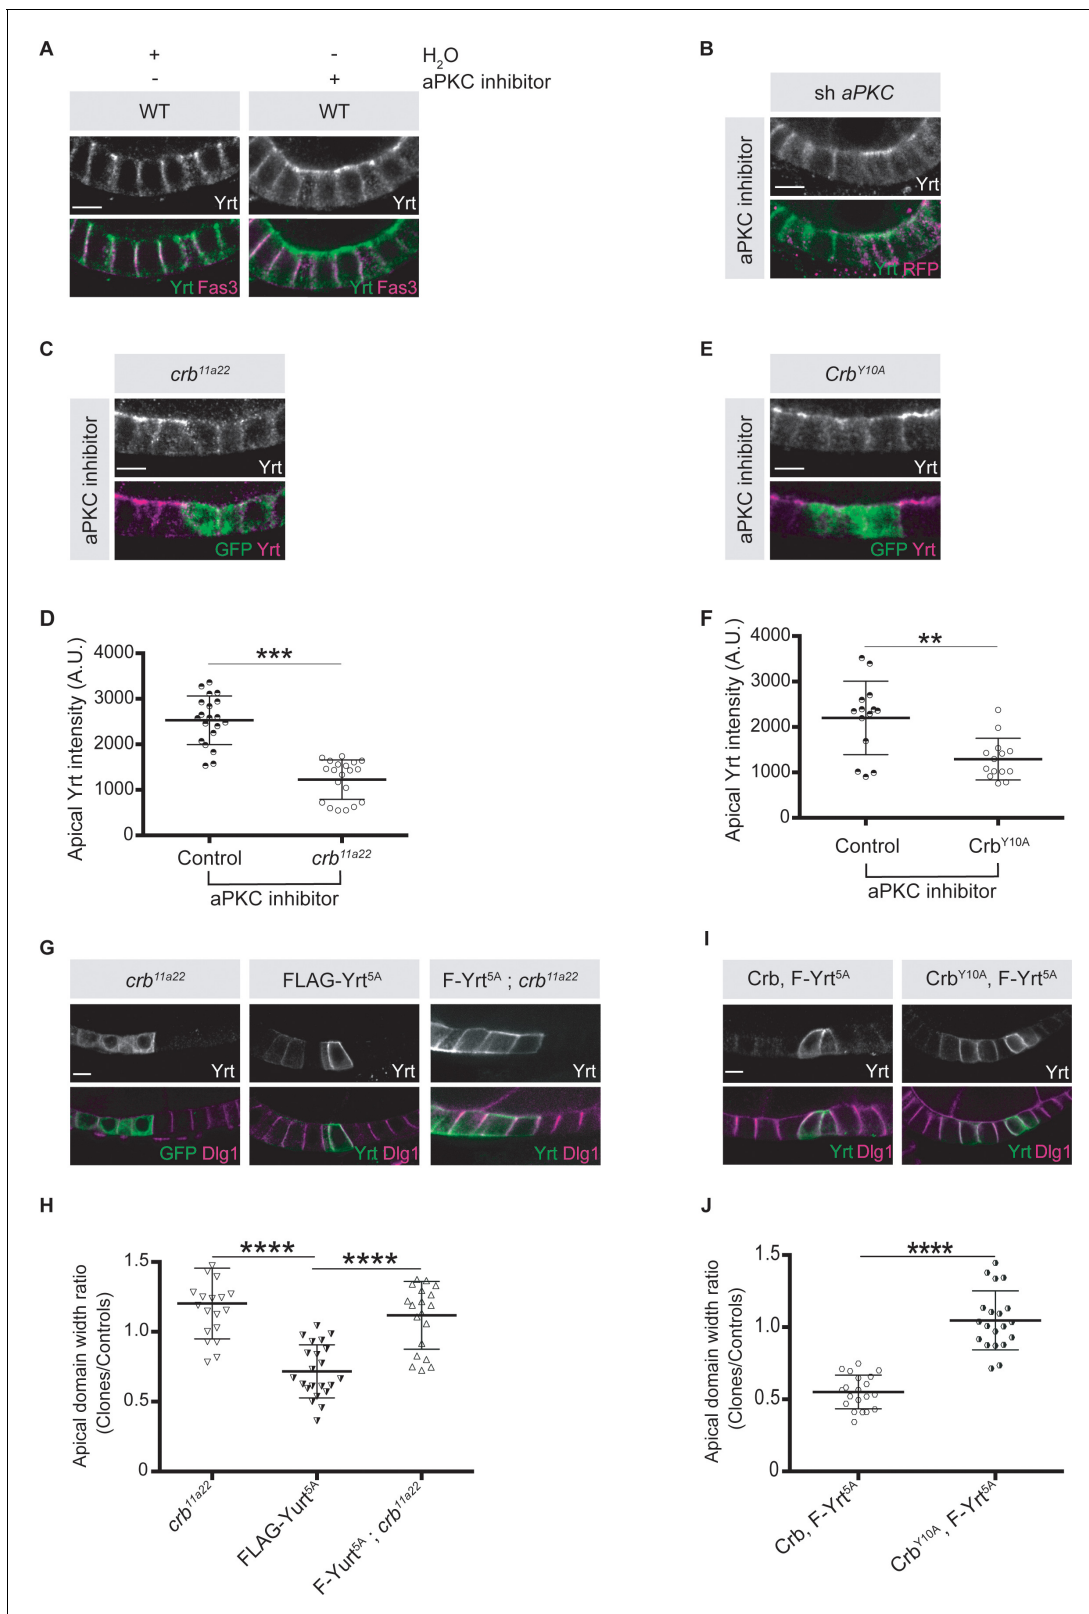 A
+ - H2O
- + aPKC inhibitor
WT WT
Yrt Yrt
Yrt Fas3 Yrt Fas3
B
sh aPKC
aPKC inhibitor
Yrt
Yrt RFP
C
crb11a22
aPKC inhibitor
Yrt
GFP Yrt
E
CrbY10A
aPKC inhibitor
Yrt
GFP Yrt
D
Apical Yrt intensity (A.U.)
4000
3000
2000
1000
0
***
Control crb11a22
aPKC inhibitor
F
Apical Yrt intensity (A.U.)
4000
3000
2000
1000
0
**
Control CrbY10A
aPKC inhibitor
G
crb11a22 FLAG-Yrt5A F-Yrt5A ; crb11a22
Yrt Yrt Yrt
GFP Dlg1 Yrt Dlg1 Yrt Dlg1
I
Crb, F-Yrt5A CrbY10A, F-Yrt5A
Yrt Yrt
Yrt Dlg1 Yrt Dlg1
H
Apical domain width ratio
(Clones/Controls)
1.5
1.0
0.5
0
**** ****
crb11a22
FLAG-Yurt5A
F-Yurt5A ; crb11a22
J
Apical domain width ratio
(Clones/Controls)
1.5
1.0
0.5
0
****
Crb, F-Yrt5A
CrbY10A , F-Yrt5A